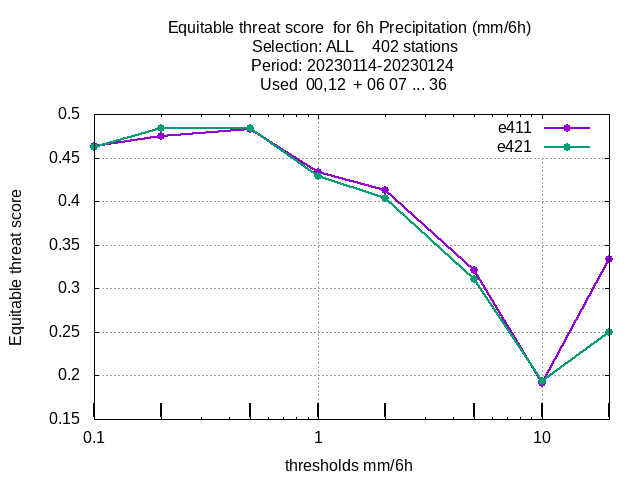 Equitable threat score  for 6h Precipitation (mm/6h)
Selection: ALL    402 stations
Period: 20230114-20230124
Used  00,12  + 06 07 ... 36
0.5
e411
e421
0.45
0.4
0.35
0.3
0.25
0.2
0.15
Equitable threat score
0.1 1 10
thresholds mm/6h